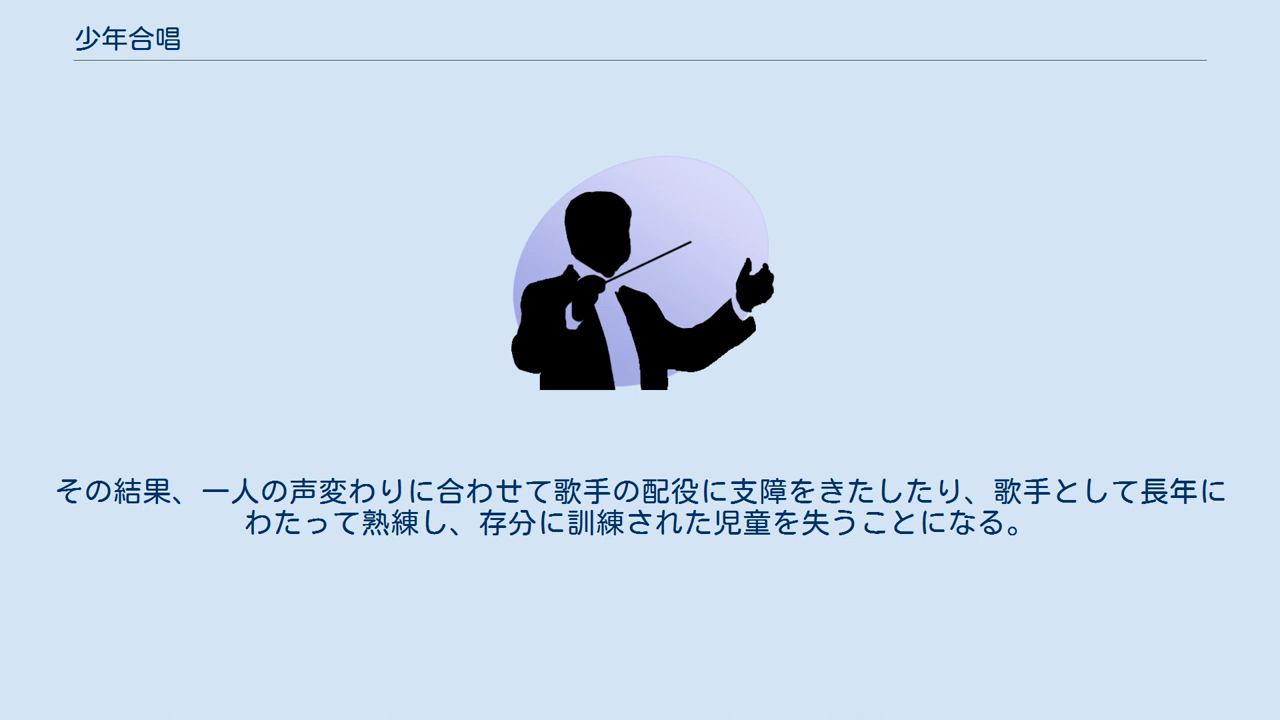 少年合唱
その結果、一人の声変わりに合わせて歌手の配役に支障をきたしたり、歌手として長年に
わたって熟練し、存分に訓練された児童を失うことになる。